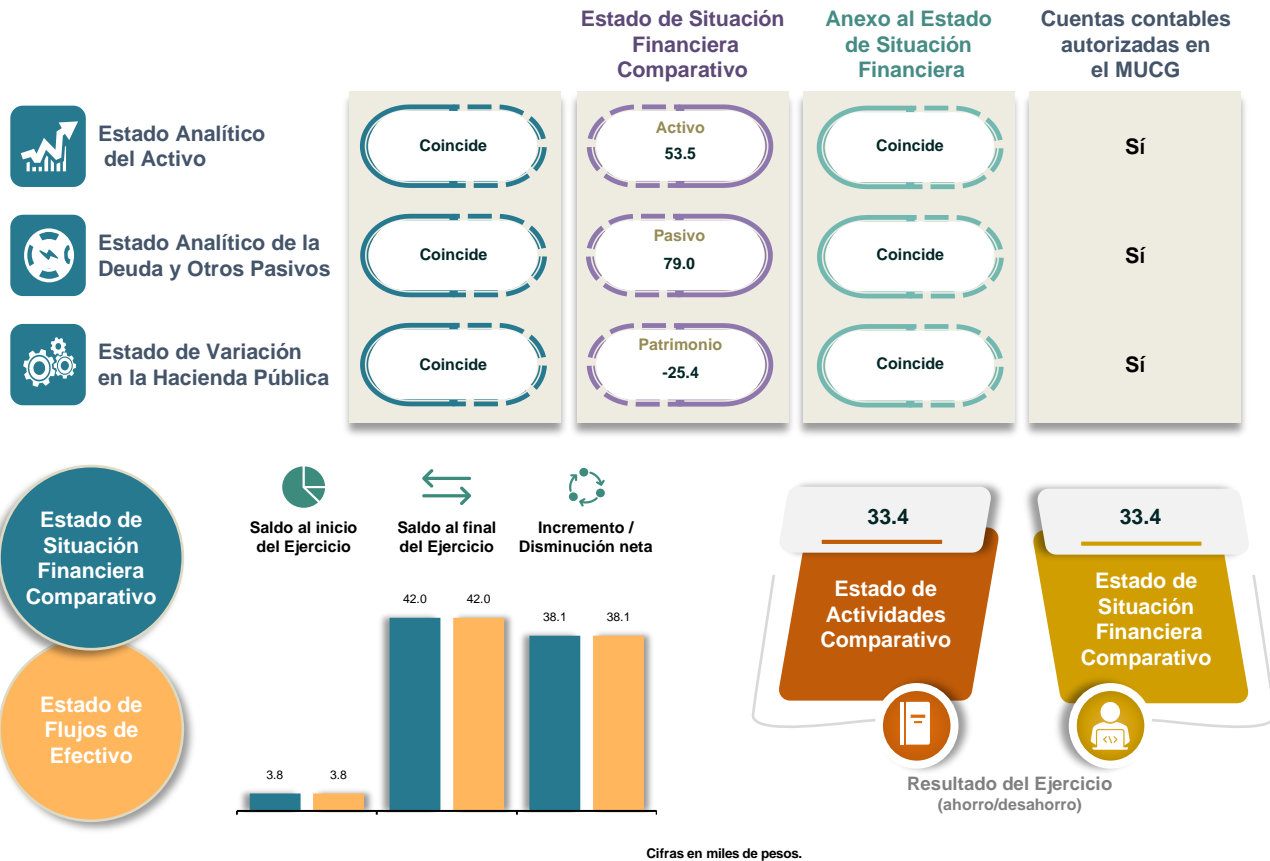 Estado de Situación
Financiera
Comparativo
Anexo al Estado
de Situación
Financiera
Cuentas contables
autorizadas en
el MUCG
Estado Analítico
del Activo
Coincide
Activo
53.5
Coincide
Sí
Estado Analítico de la
Deuda y Otros Pasivos
Coincide
Pasivo
79.0
Coincide
Sí
Estado de Variación
en la Hacienda Pública
Coincide
Patrimonio
-25.4
Coincide
Sí
Estado de
Situación
Financiera
Comparativo
Estado de
Flujos de
Efectivo
Saldo al inicio
del Ejercicio
Saldo al final
del Ejercicio
Incremento /
Disminución neta
3.8
3.8
42.0
42.0
38.1
38.1
33.4
Estado de
Actividades
Comparativo
33.4
Estado de
Situación
Financiera
Comparativo
Resultado del Ejercicio
(ahorro/desahorro)
Cifras en miles de pesos.